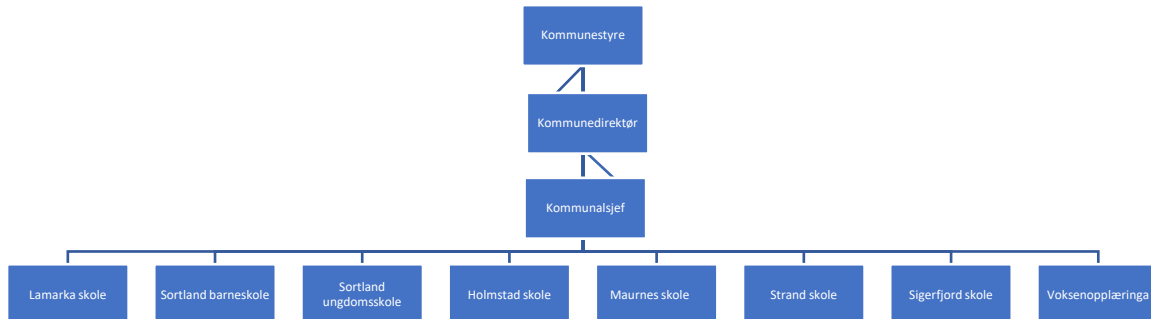 Kommunestyre
Kommunedirektør
Kommunalsjef
Lamarka skole
Sortland barneskole
Sortland
ungdomsskole
Holmstad skole
Maurnes skole
Strand skole
Sigerfjord skole
Voksenopplæringa